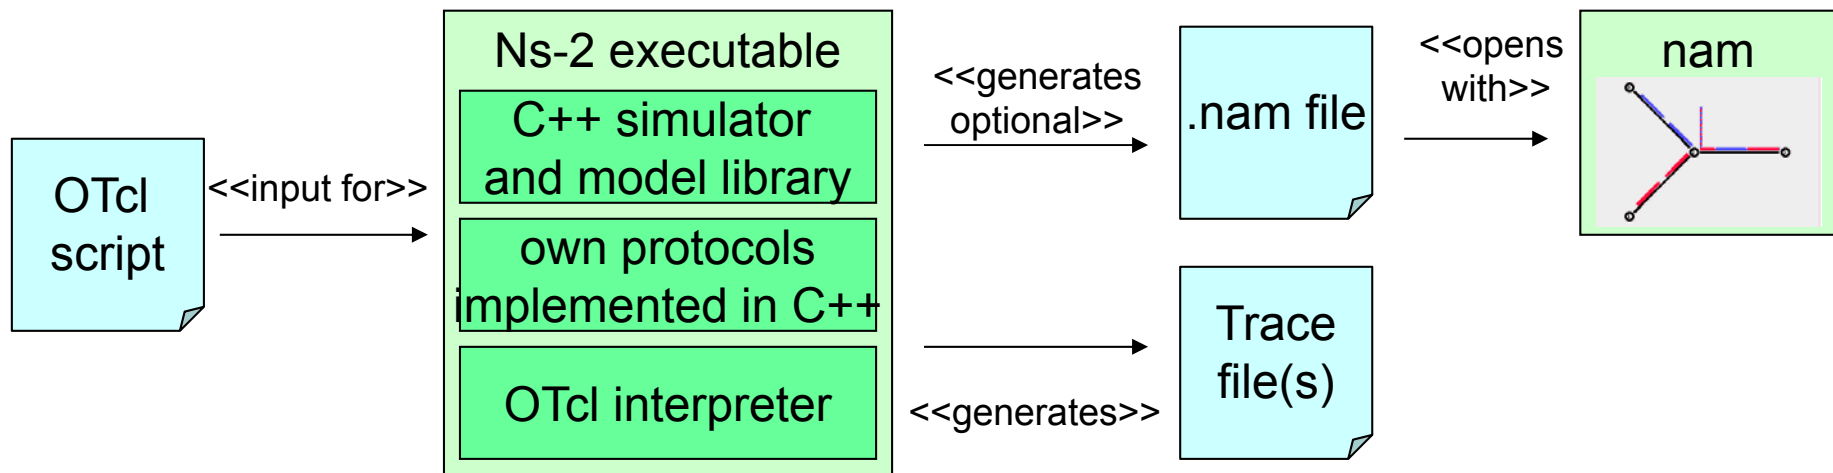 OTcl
script
<<input for>>
Ns-2 executable
C++ simulator
and model library
own protocols
implemented in C++
OTcl interpreter
<<generates
optional>>
.nam file
<<opens
with>>
nam
<<generates>>
Trace
file(s)